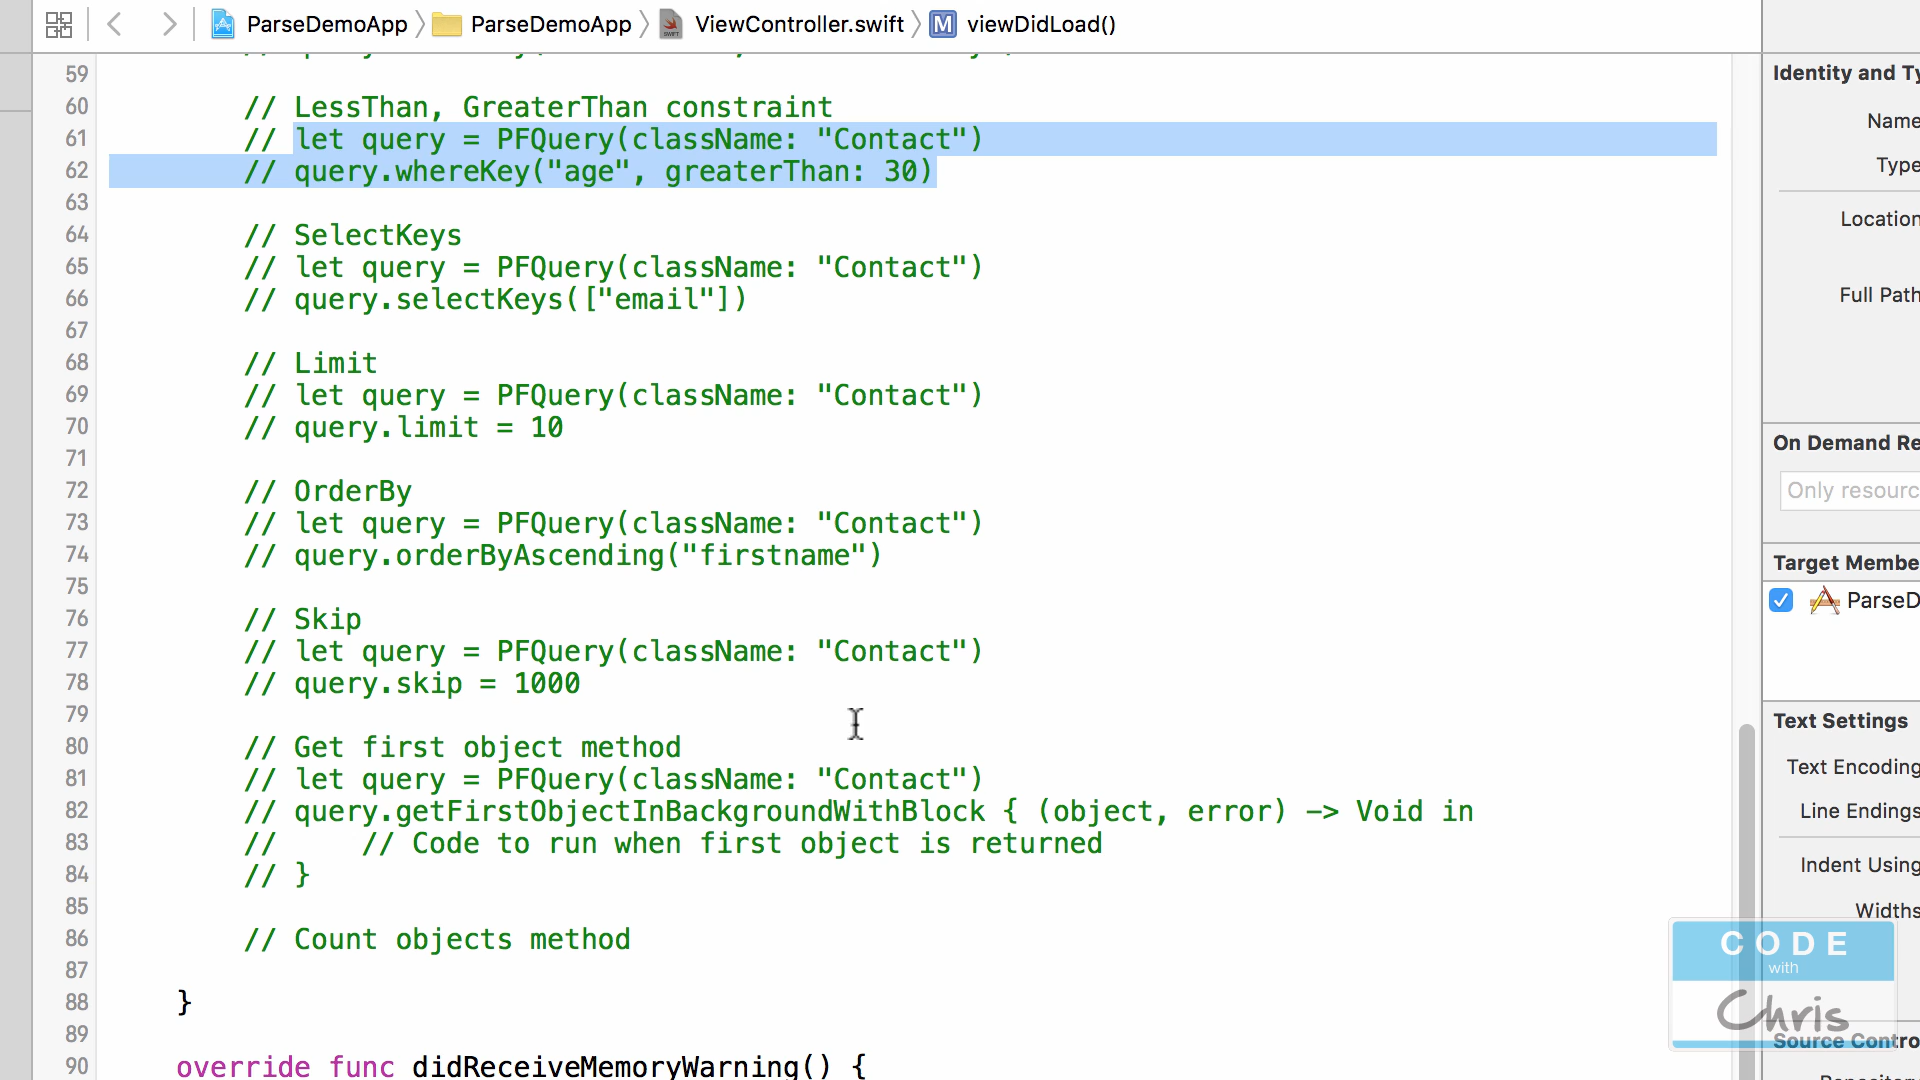 ParseDemoApp ParseDemoApp ViewController.swift M viewDidLoad()
59
60 // LessThan, GreaterThan constraint
61 // let query = PFQuery(className: "Contact")
62 // query.whereKey("age", greaterThan: 30)
63
64 // SelectKeys
65 // let query = PFQuery(className: "Contact")
66 // query.selectKeys(["email"])
67
68 // Limit
69 // let query = PFQuery(className: "Contact")
70 // query.limit = 10
71
72 // OrderBy
73 // let query = PFQuery(className: "Contact")
74 // query.orderByAscending("firstname")
75
76 // Skip
77 // let query = PFQuery(className: "Contact")
78 // query.skip = 1000
79
80 // Get first object method
81 // let query = PFQuery(className: "Contact")
82 // query.getFirstObjectInBackgroundWithBlock { (object, error) -> Void in
83 //     // Code to run when first object is returned
84 // }
85
86 // Count objects method
87
88 }
89
90 override func didReceiveMemoryWarning() {
Identity and Ty
Name
Type
Location
Full Path
On Demand Re
Only resourc
Target Membe
ParseD
Text Settings
Text Encoding
Line Endings
Indent Using
Widths
Source Contro
CODE
with
Chris